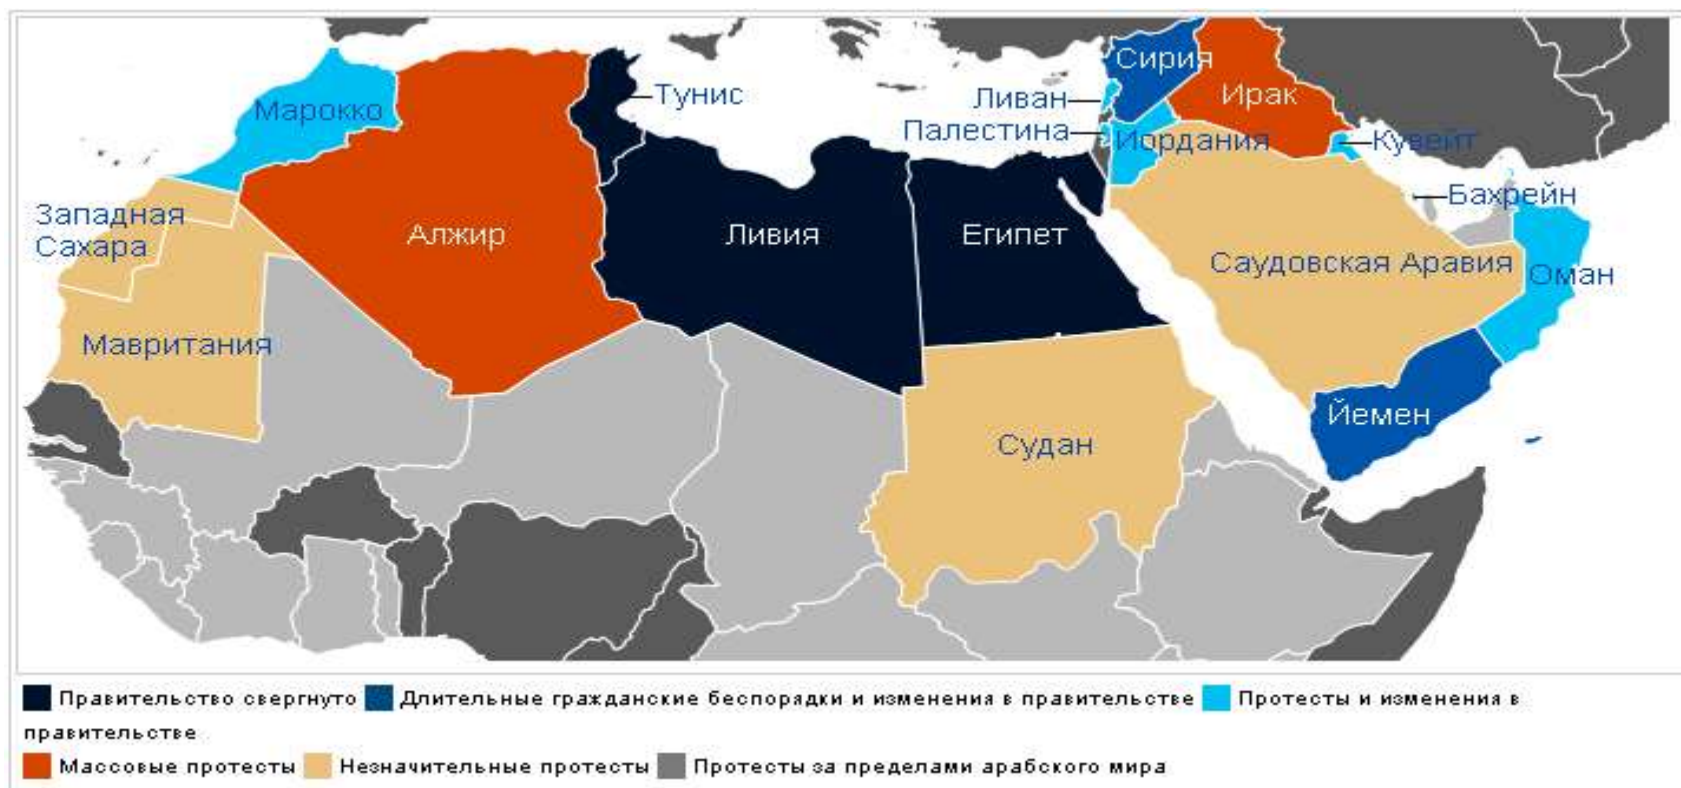 Сирия
Марокко
Тунис
Ливан
Ирак
Палестина
Иордания
Кувейт
Бахрейн
Западная
Сахара
Алжир
Ливия
Египет
Саудовская Аравия
Оман
Мавритания
Йемен
Судан
Правительство свергнуто Длительные гражданские беспорядки и изменения в правительстве Протесты и изменения в
правительстве
Массовые протесты Незначительные протесты Протесты за пределами арабского мира